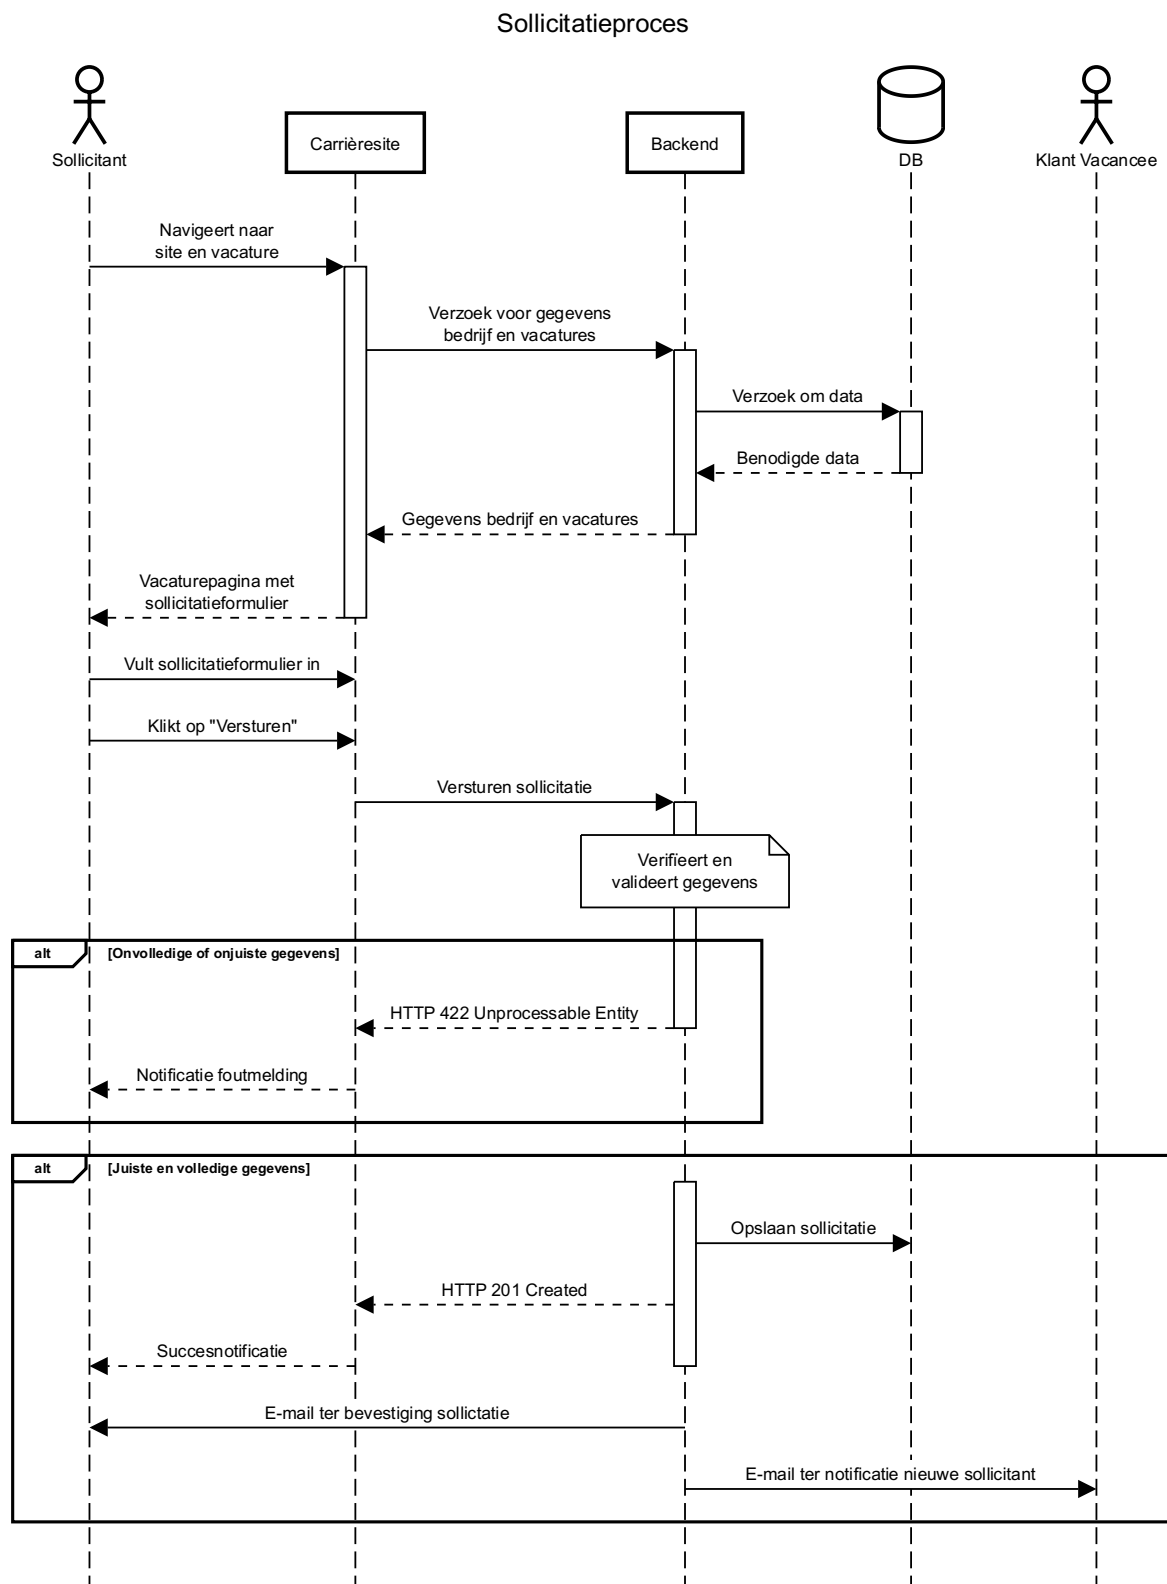 Sollicitatieproces
Sollicitant
Carrièresite
Backend
DB
Klant Vacancee
Navigeert naar
site en vacature
Verzoek voor gegevens
bedrijf en vacatures
Verzoek om data
Benodigde data
Gegevens bedrijf en vacatures
Vacaturepagina met
sollicitatieformulier
Vult sollicitatieformulier in
Klikt op "Versturen"
Versturen sollicitatie
Verifïeert en
valideert gegevens
alt [Onvolledige of onjuiste gegevens]
HTTP 422 Unprocessable Entity
Notificatie foutmelding
alt [Juiste en volledige gegevens]
Opslaan sollicitatie
HTTP 201 Created
Succesnotificatie
E-mail ter bevestiging sollictatie
E-mail ter notificatie nieuwe sollicitant